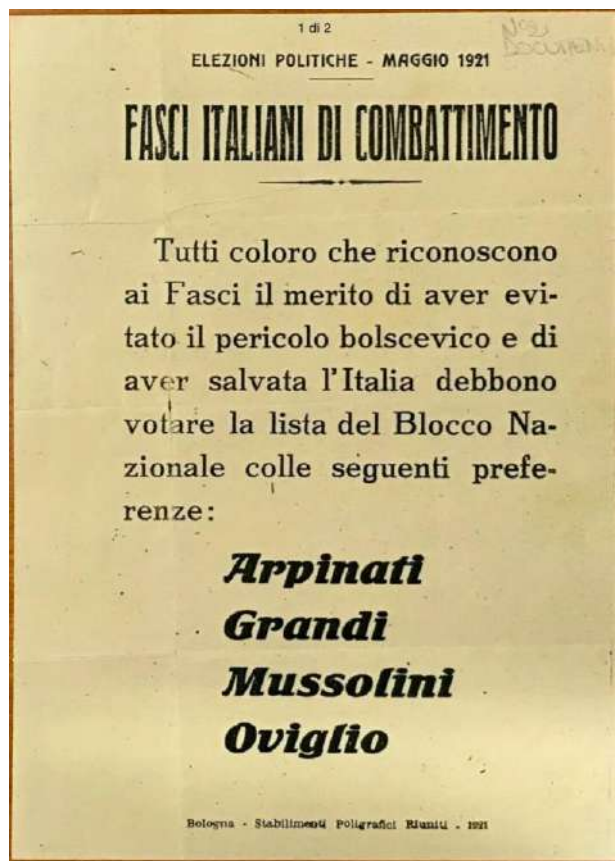 1 di 2
N°21
DOCUMENTI
ELEZIONI POLITICHE - MAGGIO 1921
FASCI ITALIANI DI COMBATTIMENTO
Tutti coloro che riconoscono
ai Fasci il merito di aver evi-
tato il pericolo bolscevico e di
aver salvata l'Italia debbono
votare la lista del Blocco Na-
zionale colle seguenti prefe-
renze:
Arpinati
Grandi
Mussolini
Oviglio
Bologna - Stabilimenti Poligrafici Riuniti - 1921